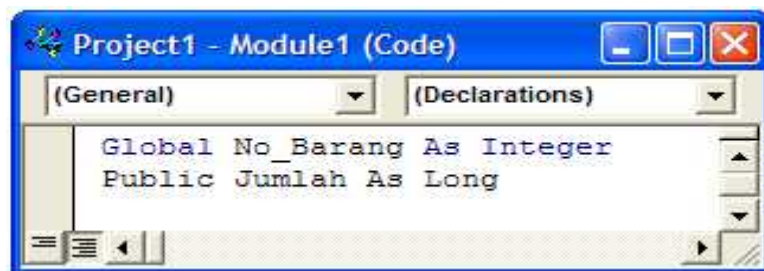 Project1 - Module1 (Code)
(General) (Declarations)
Global No_Barang As Integer
Public Jumlah As Long